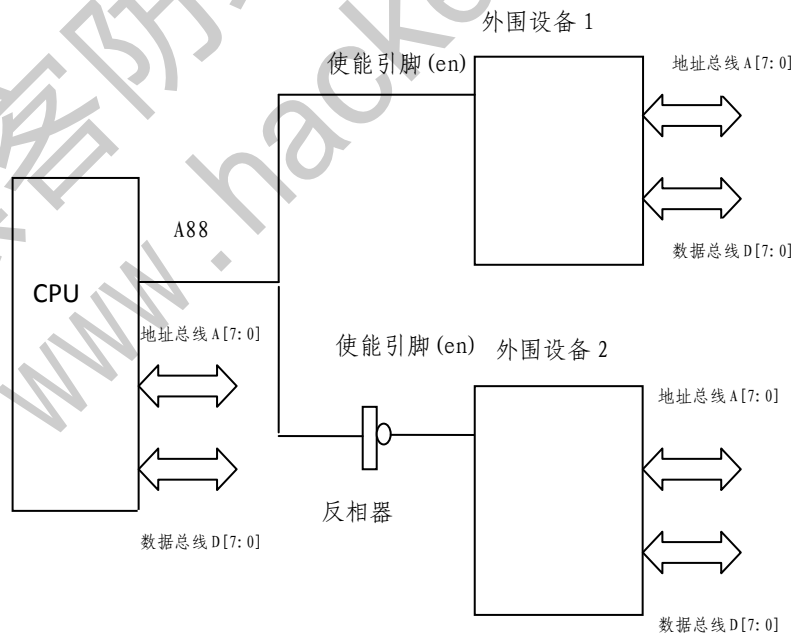 外围设备 1
使能引脚(en)
地址总线 A[7:0]
A88
数据总线 D[7:0]
CPU
地址总线 A[7:0]
使能引脚(en)
外围设备 2
地址总线 A[7:0]
反相器
数据总线 D[7:0]
数据总线 D[7:0]